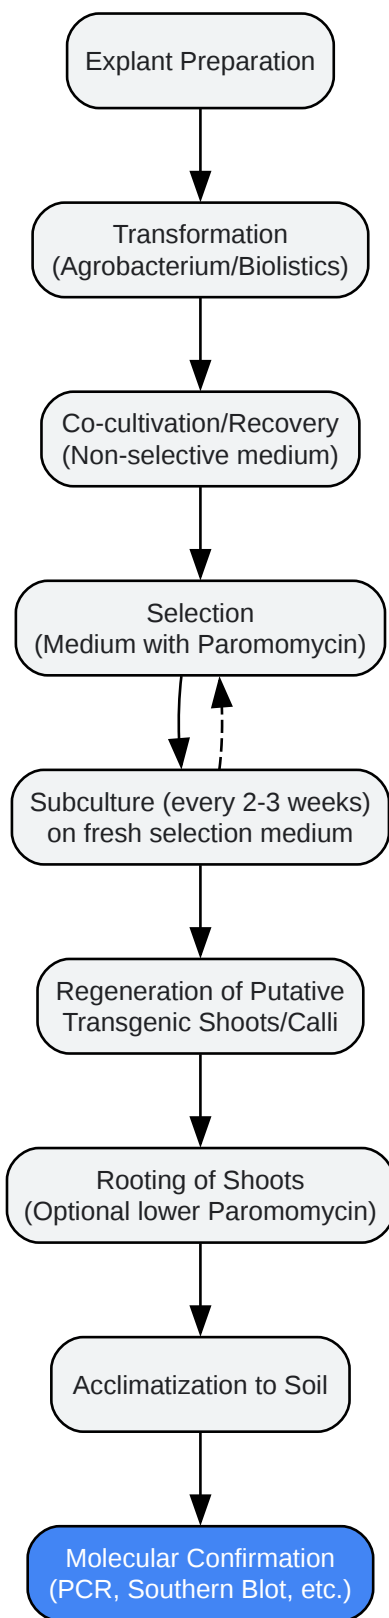 Explant Preparation
Transformation
(Agrobacterium/Biolistics)
Co-cultivation/Recovery
(Non-selective medium)
Selection
(Medium with Paromomycin)
Subculture (every 2-3 weeks)
on fresh selection medium
Regeneration of Putative
Transgenic Shoots/Calli
Rooting of Shoots
(Optional lower Paromomycin)
Acclimatization to Soil
Molecular Confirmation
(PCR, Southern Blot, etc.)